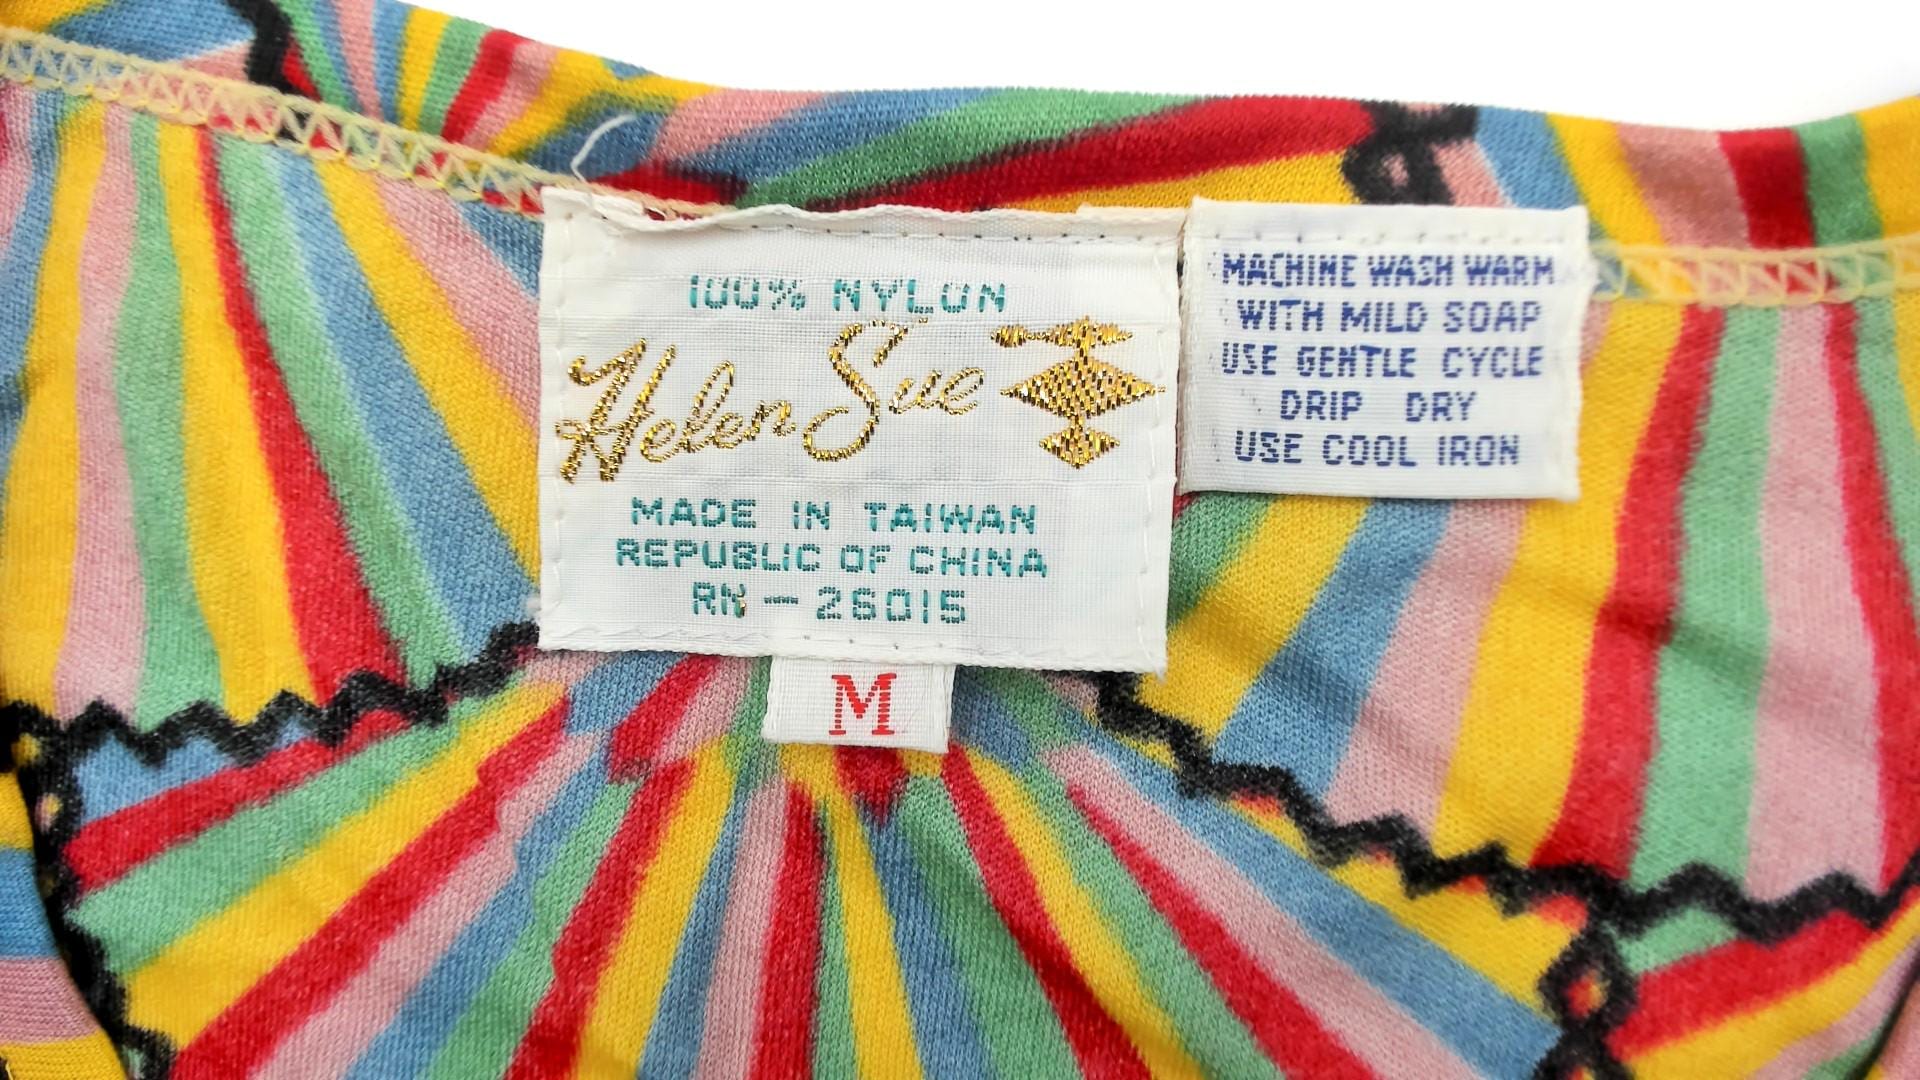 100% NYLON
Helen Sue
MADE IN TAIWAN
REPUBLIC OF CHINA
RN-26015
M
MACHINE WASH WARM
WITH MILD SOAP
USE GENTLE CYCLE
DRIP DRY
USE COOL IRON